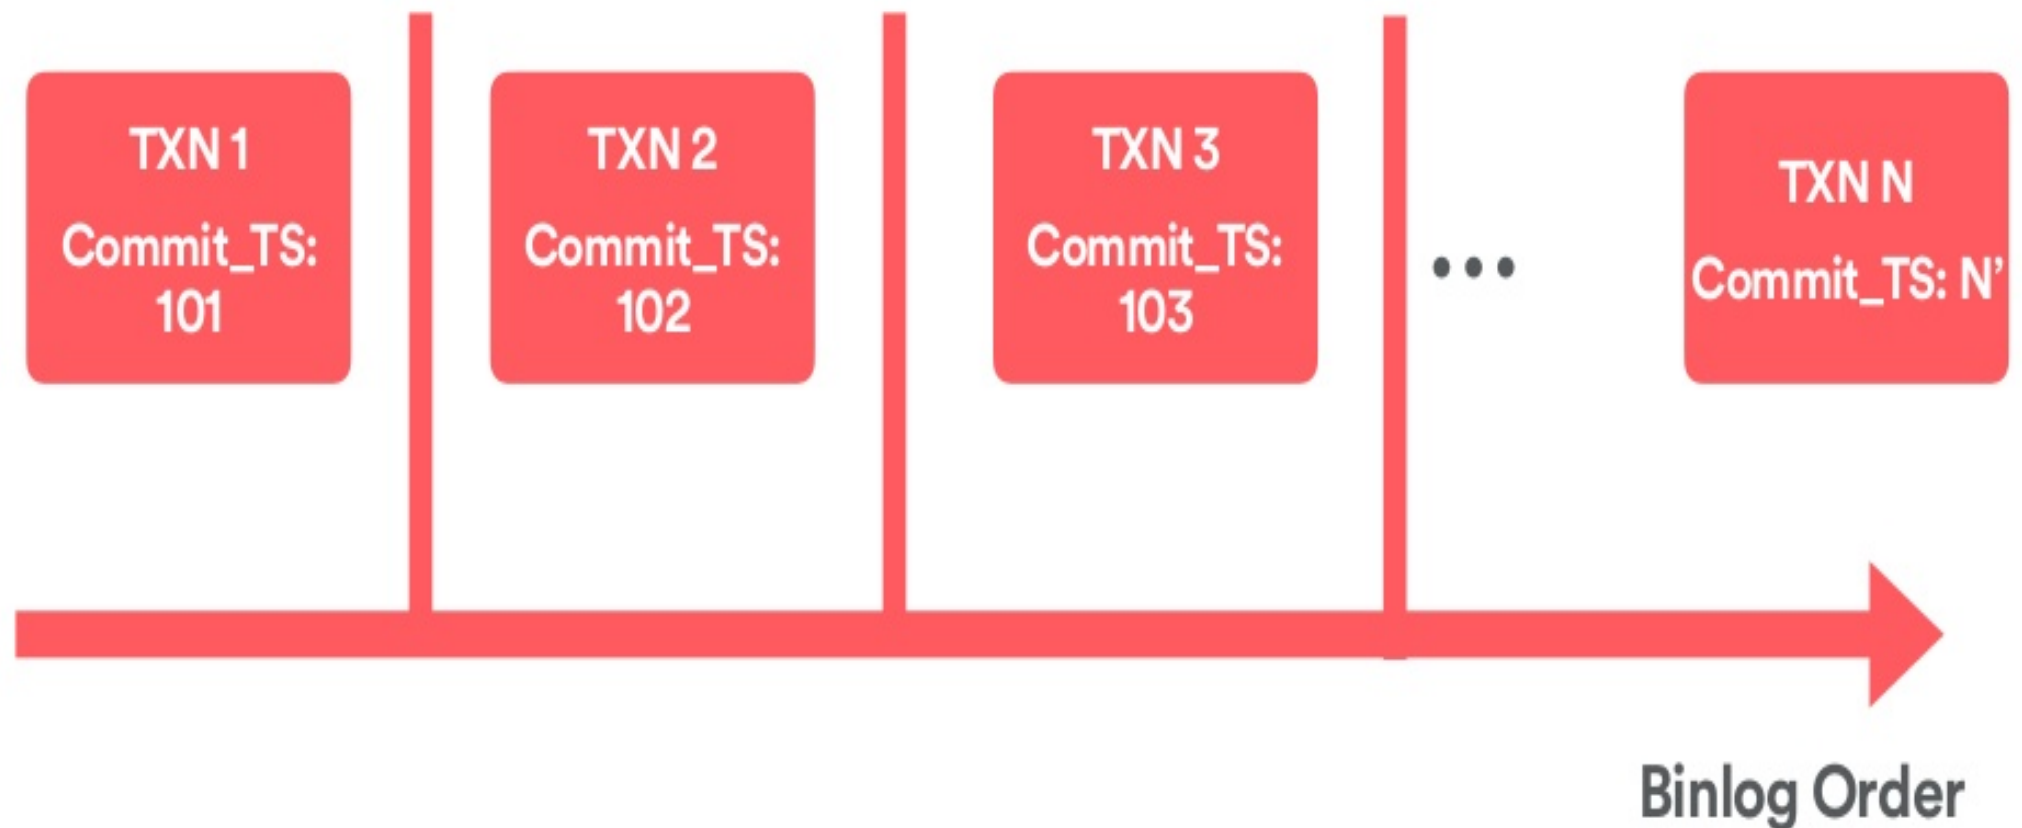 TXN 1
Commit_TS:
101
TXN 2
Commit_TS:
102
TXN 3
Commit_TS:
103
...
TXN N
Commit_TS: N’
Binlog Order